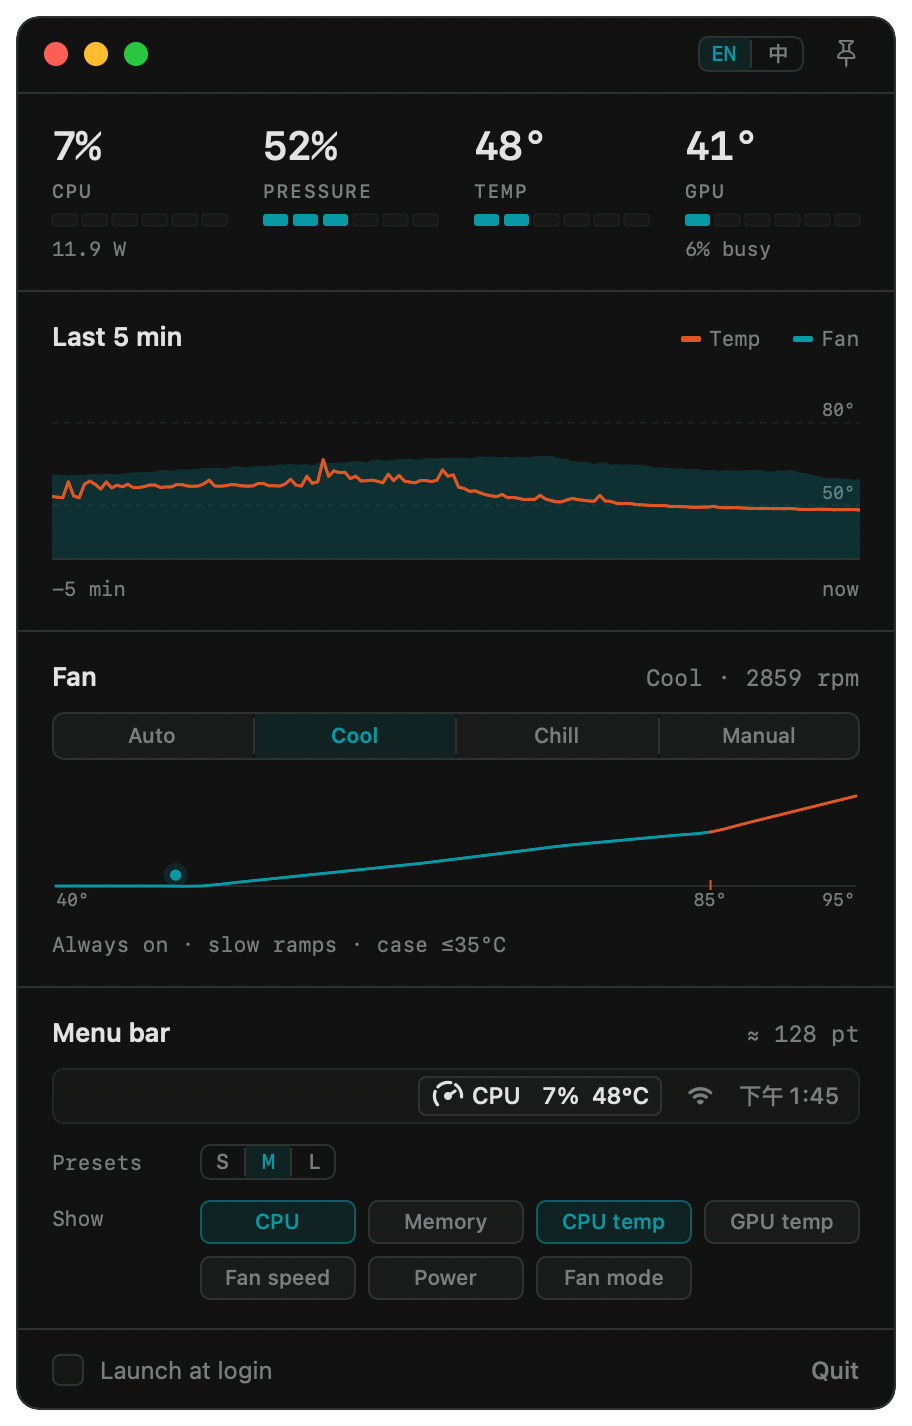 EN 中
7% 52% 48° 41°
CPU PRESSURE TEMP GPU
11.9 W 6% busy
Last 5 min Temp Fan
80°
50°
−5 min now
Fan Cool · 2859 rpm
Auto Cool Chill Manual
40° 85° 95°
Always on · slow ramps · case ≤35°C
Menu bar ≈ 128 pt
CPU 7% 48°C 下午 1:45
Presets S M L
Show CPU Memory CPU temp GPU temp
Fan speed Power Fan mode
Launch at login Quit